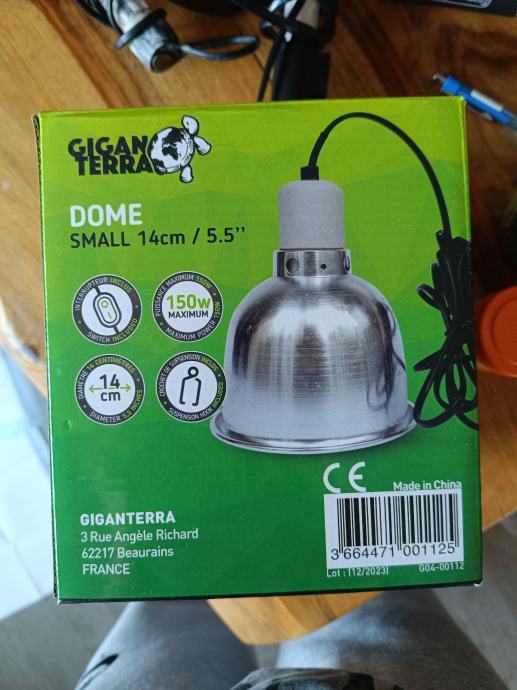 GIGAN
TERRA
DOME
SMALL 14cm / 5.5''
INTERRUPTEUR INCLUS
SWITCH INCLUDED
PUISSANCE MAXIMUM 150W
150w
MAXIMUM
MAXIMUM POWER 150W
DIAMÈTRE 14 CENTIMÈTRES
14
cm
DIAMETER 5.5 INCHES
CROCHET DE SUSPENSION INCLUS
SUSPENSION HOOK INCLUDED
CE
Made in China
GIGANTERRA
3 Rue Angèle Richard
62217 Beaurains
FRANCE
3 664471 001125
Lot : (12/2023)
G04-00112